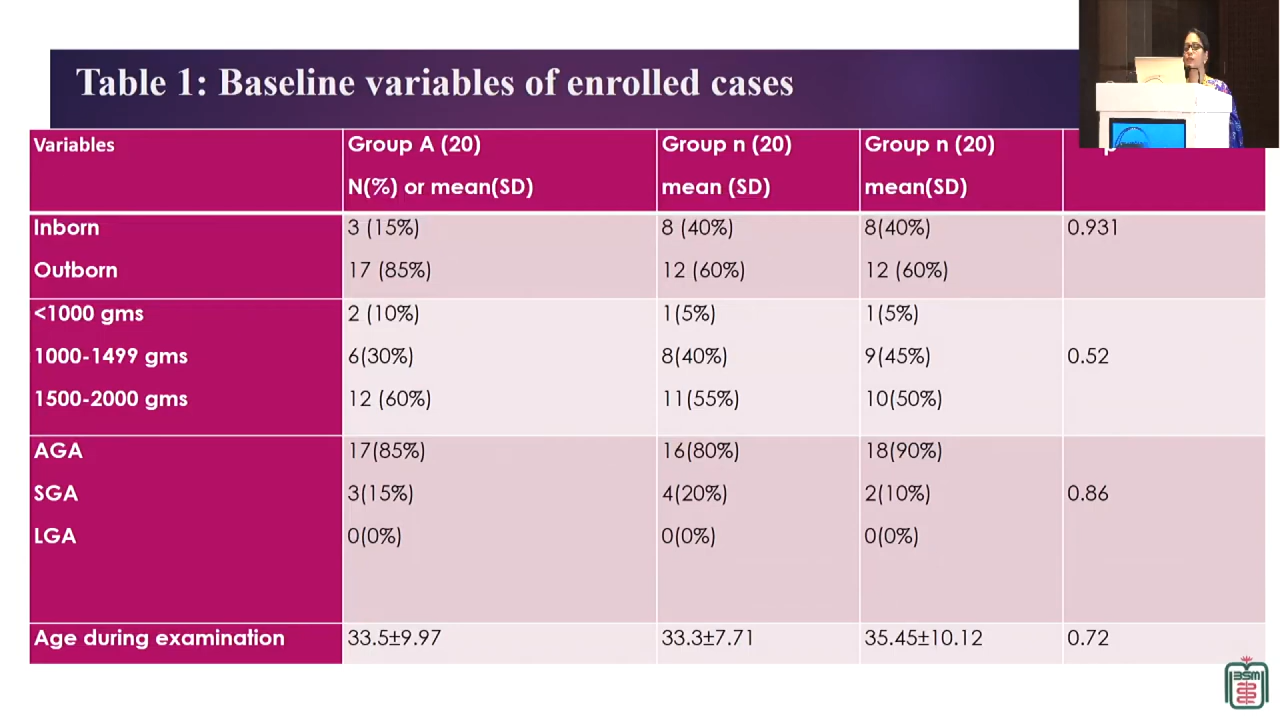 Table 1: Baseline variables of enrolled cases
Variables
Group A (20)
N(%) or mean(SD)
Group n (20)
mean (SD)
Group n (20)
mean(SD)
Inborn
3 (15%)
8 (40%)
8(40%)
0.931
Outborn
17 (85%)
12 (60%)
12 (60%)
<1000 gms
2 (10%)
1(5%)
1(5%)
1000-1499 gms
6(30%)
8(40%)
9(45%)
0.52
1500-2000 gms
12 (60%)
11(55%)
10(50%)
AGA
17(85%)
16(80%)
18(90%)
SGA
3(15%)
4(20%)
2(10%)
0.86
LGA
0(0%)
0(0%)
0(0%)
Age during examination
33.5±9.97
33.3±7.71
35.45±10.12
0.72